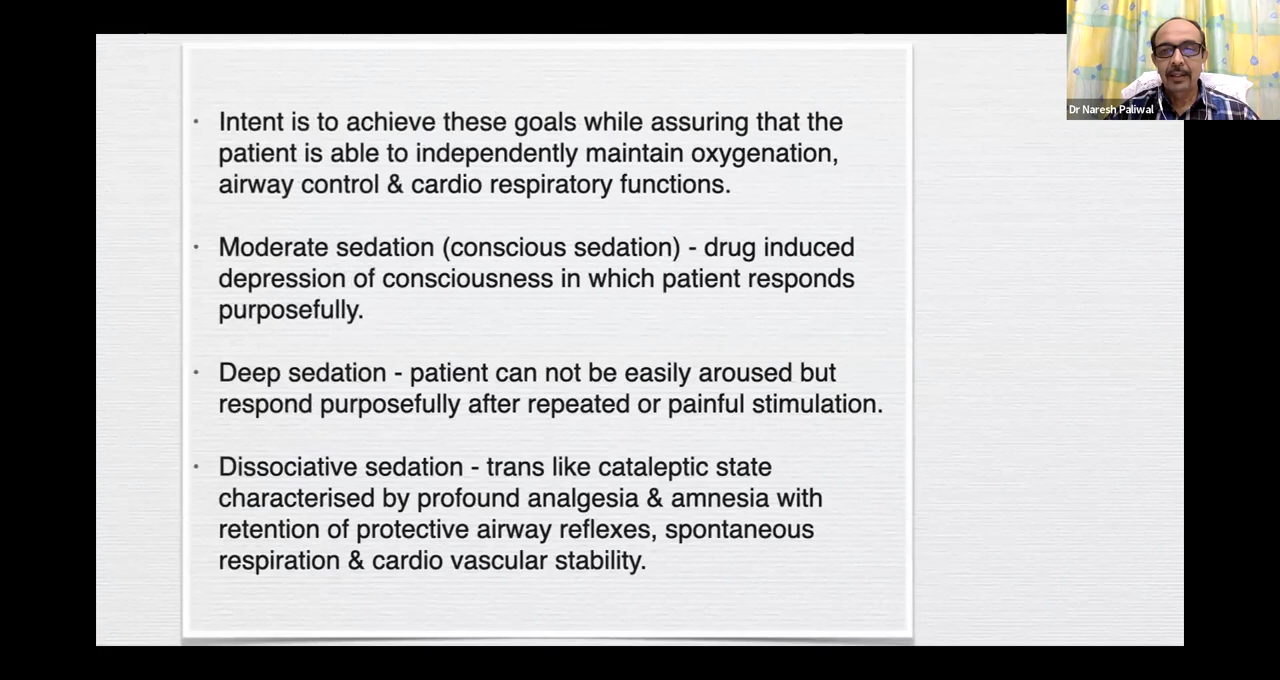 • Intent is to achieve these goals while assuring that the
patient is able to independently maintain oxygenation,
airway control & cardio respiratory functions.
• Moderate sedation (conscious sedation) - drug induced
depression of consciousness in which patient responds
purposefully.
• Deep sedation - patient can not be easily aroused but
respond purposefully after repeated or painful stimulation.
• Dissociative sedation - trans like cataleptic state
characterised by profound analgesia & amnesia with
retention of protective airway reflexes, spontaneous
respiration & cardio vascular stability.
Dr Naresh Paliwal